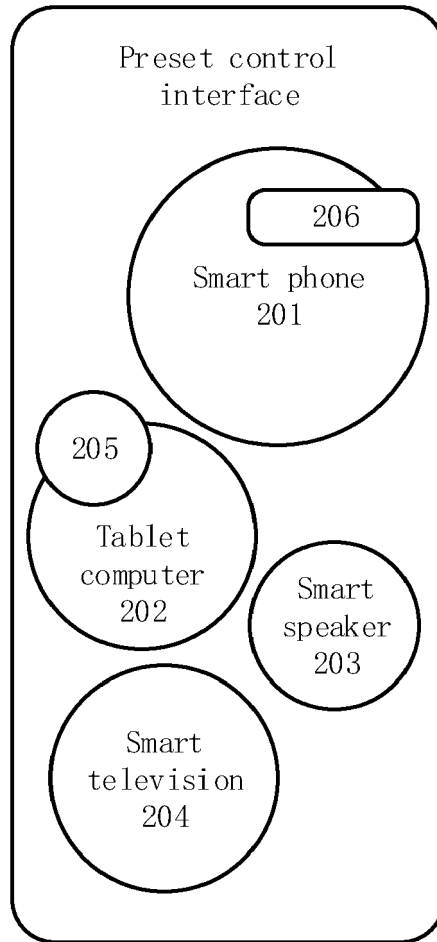 Preset control
interface
206
Smart phone
201
205
Tablet
computer
202
Smart
speaker
203
Smart
television
204